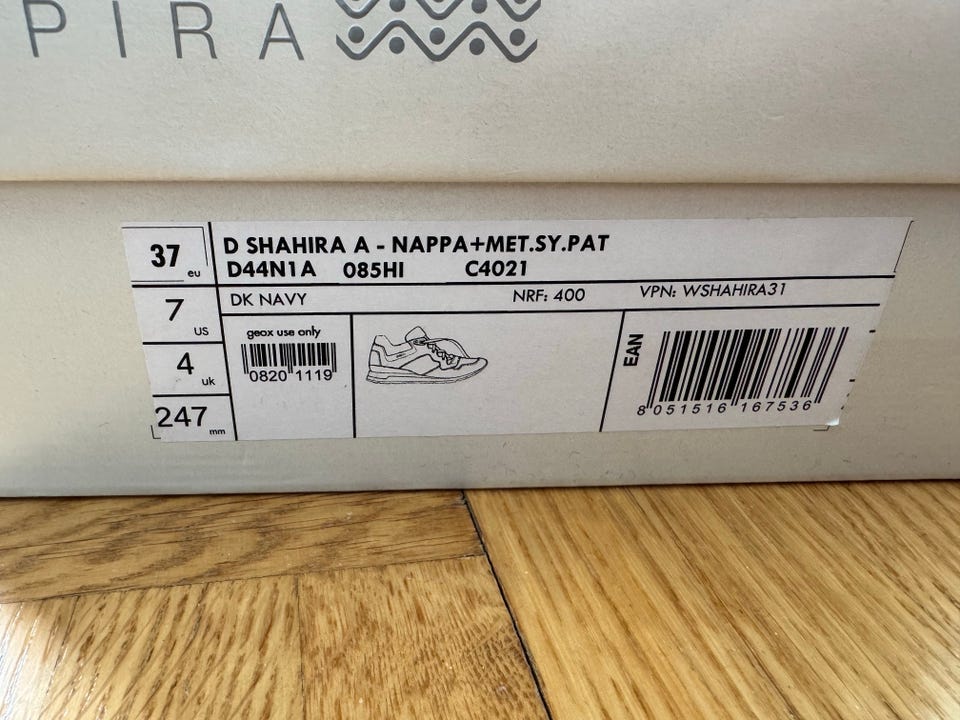 PIRA
37 eu
D SHAHIRA A - NAPPA+MET.SY.PAT
D44N1A 085HI C4021
7 US
DK NAVY NRF: 400 VPN: WSHAHIRA31
4 uk
geox use only
0820 1119
247 mm
EAN
8 051516 167536